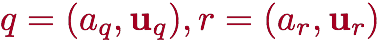 q = (a_q, u_q), r = (a_r, u_r)